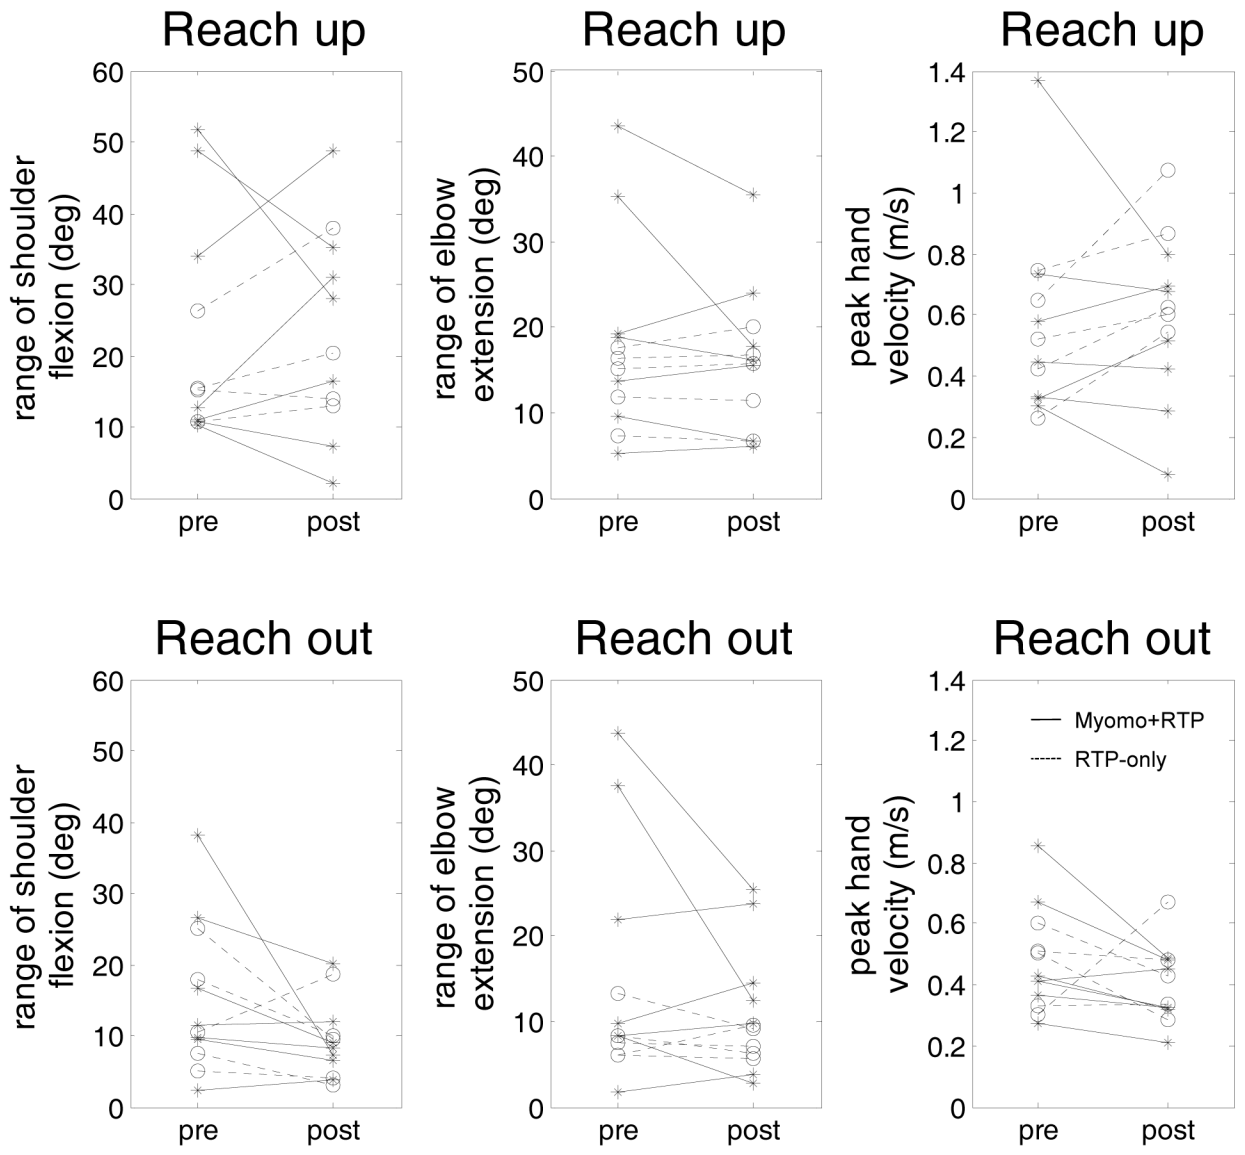 Reach up
60
50
40
30
20
10
0
range of shoulder
flexion (deg)
pre
post
Reach up
50
40
30
20
10
0
range of elbow
extension (deg)
pre
post
Reach up
1.4
1.2
1
0.8
0.6
0.4
0.2
0
peak hand
velocity (m/s)
pre
post
Reach out
60
50
40
30
20
10
0
range of shoulder
flexion (deg)
pre
post
Reach out
50
40
30
20
10
0
range of elbow
extension (deg)
pre
post
Reach out
1.4
1.2
1
0.8
0.6
0.4
0.2
0
peak hand
velocity (m/s)
Myomo+RTP
RTP-only
pre
post